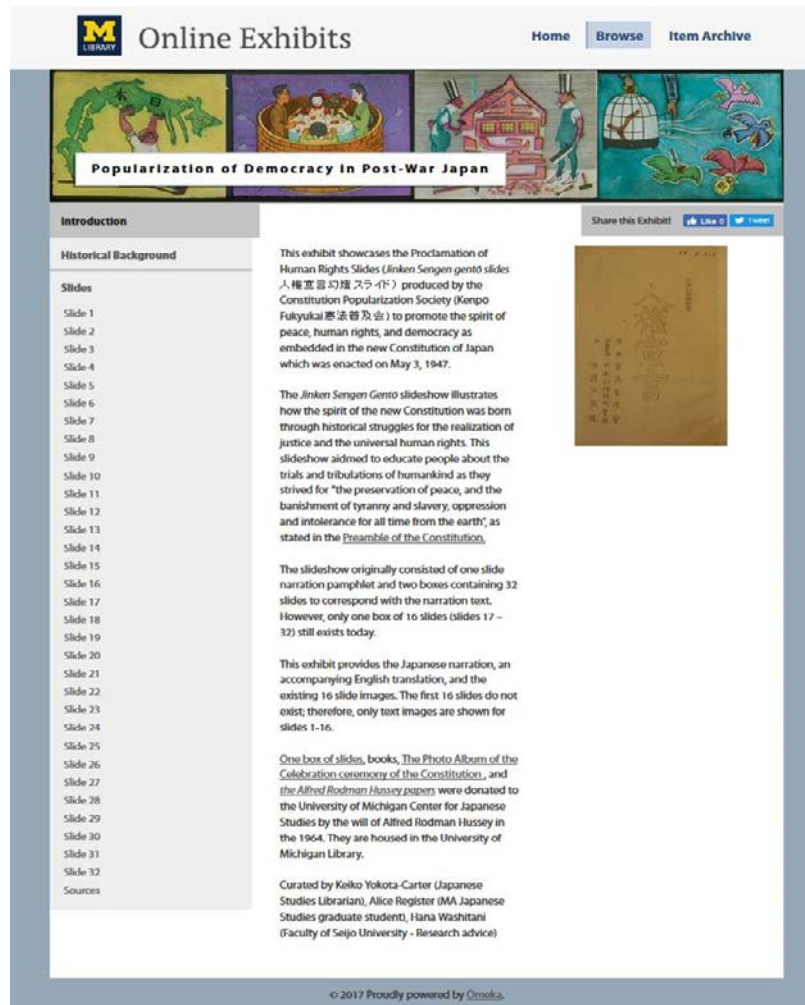 M
LIBRARY
Online Exhibits
Home Browse Item Archive
Popularization of Democracy in Post-War Japan
Introduction
Share this Exhibit! Like 0 Tweet
Historical Background
Slides
Slide 1
Slide 2
Slide 3
Slide 4
Slide 5
Slide 6
Slide 7
Slide 8
Slide 9
Slide 10
Slide 11
Slide 12
Slide 13
Slide 14
Slide 15
Slide 16
Slide 17
Slide 18
Slide 19
Slide 20
Slide 21
Slide 22
Slide 23
Slide 24
Slide 25
Slide 26
Slide 27
Slide 28
Slide 29
Slide 30
Slide 31
Slide 32
Sources
This exhibit showcases the Proclamation of
Human Rights Slides (Jinken Sengen gentō slides
人権宣言幻燈スライド) produced by the
Constitution Popularization Society (Kenpo
Fukyukai憲法普及会) to promote the spirit of
peace, human rights, and democracy as
embedded in the new Constitution of Japan
which was enacted on May 3, 1947.
The Jinken Sengen Gento slideshow illustrates
how the spirit of the new Constitution was born
through historical struggles for the realization of
justice and the universal human rights. This
slideshow aidmed to educate people about the
trials and tribulations of humankind as they
strived for "the preservation of peace, and the
banishment of tyranny and slavery, oppression
and intolerance for all time from the earth", as
stated in the Preamble of the Constitution.
The slideshow originally consisted of one slide
narration pamphlet and two boxes containing 32
slides to correspond with the narration text.
However, only one box of 16 slides (slides 17 –
32) still exists today.
This exhibit provides the Japanese narration, an
accompanying English translation, and the
existing 16 slide images. The first 16 slides do not
exist; therefore, only text images are shown for
slides 1-16.
One box of slides, books, The Photo Album of the
Celebration ceremony of the Constitution , and
the Alfred Rodman Hussey papers were donated to
the University of Michigan Center for Japanese
Studies by the will of Alfred Rodman Hussey in
the 1964. They are housed in the University of
Michigan Library.
Curated by Keiko Yokota-Carter (Japanese
Studies Librarian), Alice Register (MA Japanese
Studies graduate student), Hana Washitani
(Faculty of Seijo University - Research advice)
人権宣言
© 2017 Proudly powered by Omeka.